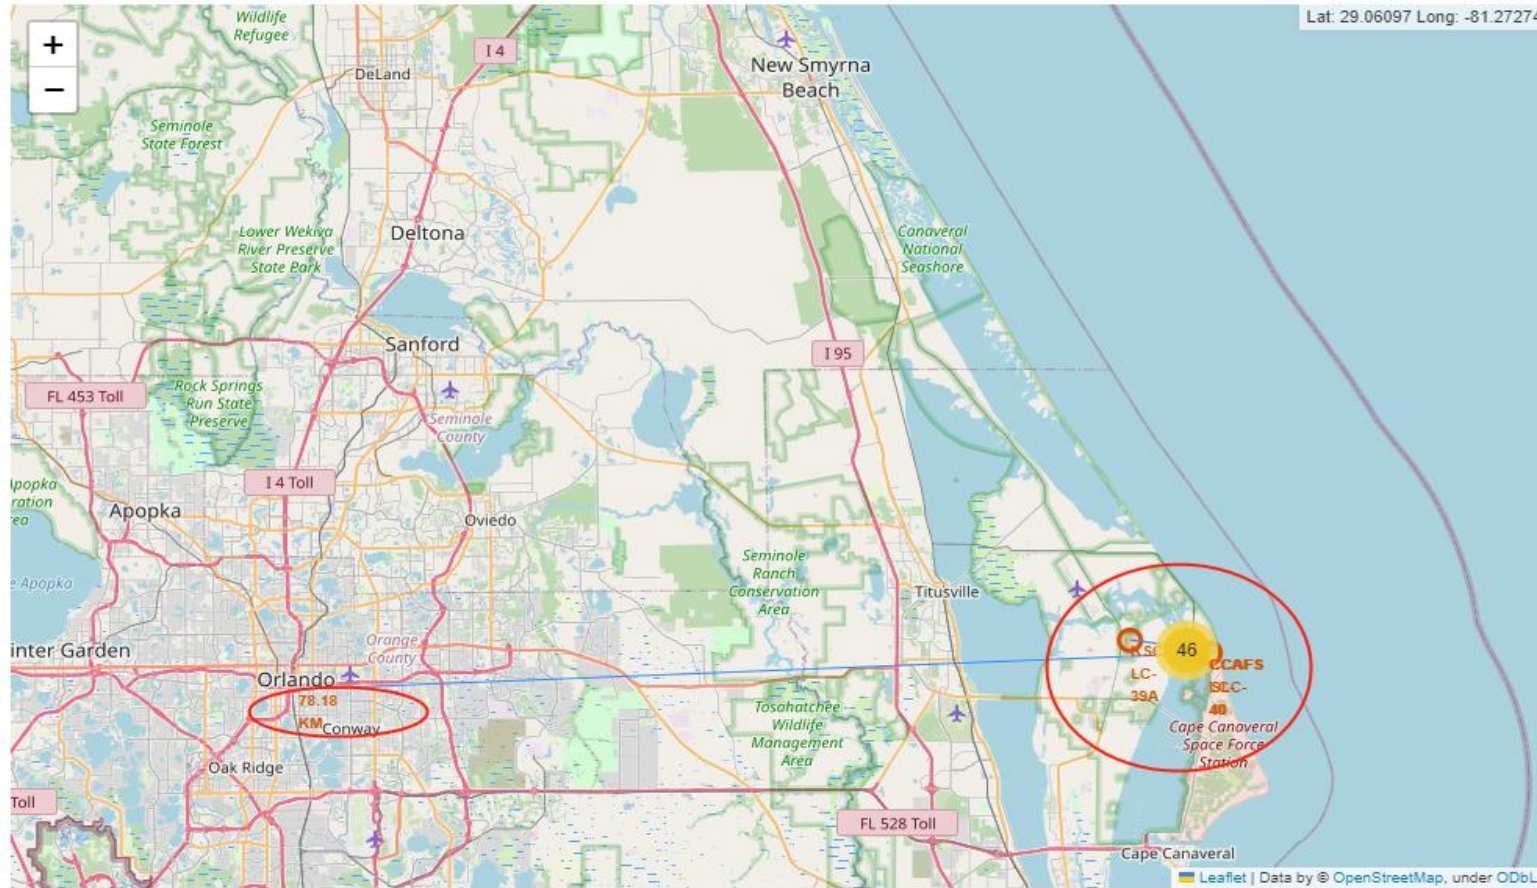 Wildlife
Refugee
Lat: 29.06097 Long: -81.27274
+
−
I 4
DeLand
New Smyrna
Beach
Seminole
State Forest
Lower Wekiva
River Preserve
State Park
Deltona
Canaveral
National
Seashore
Sanford
I 95
FL 453 Toll
Rock Springs
Run State
Preserve
Seminole
County
I 4 Toll
Apopka
Oviedo
Seminole
Ranch
Conservation
Area
Titusville
Apopka
inter Garden
Orange
County
Orlando
78.18
KM
Conway
46
LC-
39A
CCAFS
40
Tosohatchee
Wildlife
Management
Area
Cape Canaveral
Space Force
Station
Oak Ridge
Toll
FL 528 Toll
Cape Canaveral
Leaflet | Data by © OpenStreetMap, under ODbL